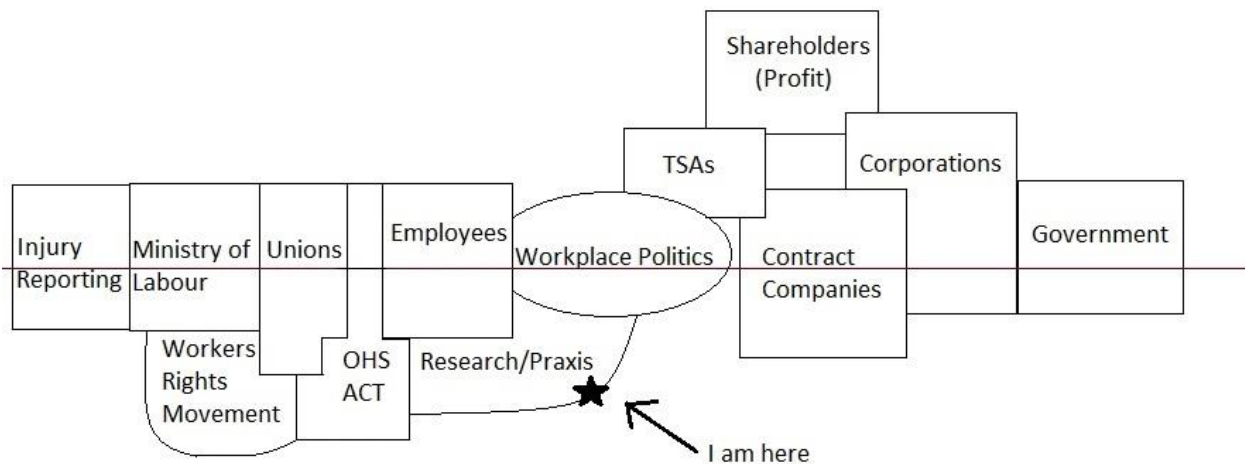 Shareholders
(Profit)
TSAs
Corporations
Injury
Reporting
Ministry of
Labour
Unions
Employees
Workplace Politics
Contract
Companies
Government
Workers
Rights
Movement
OHS
ACT
Research/Praxis
I am here